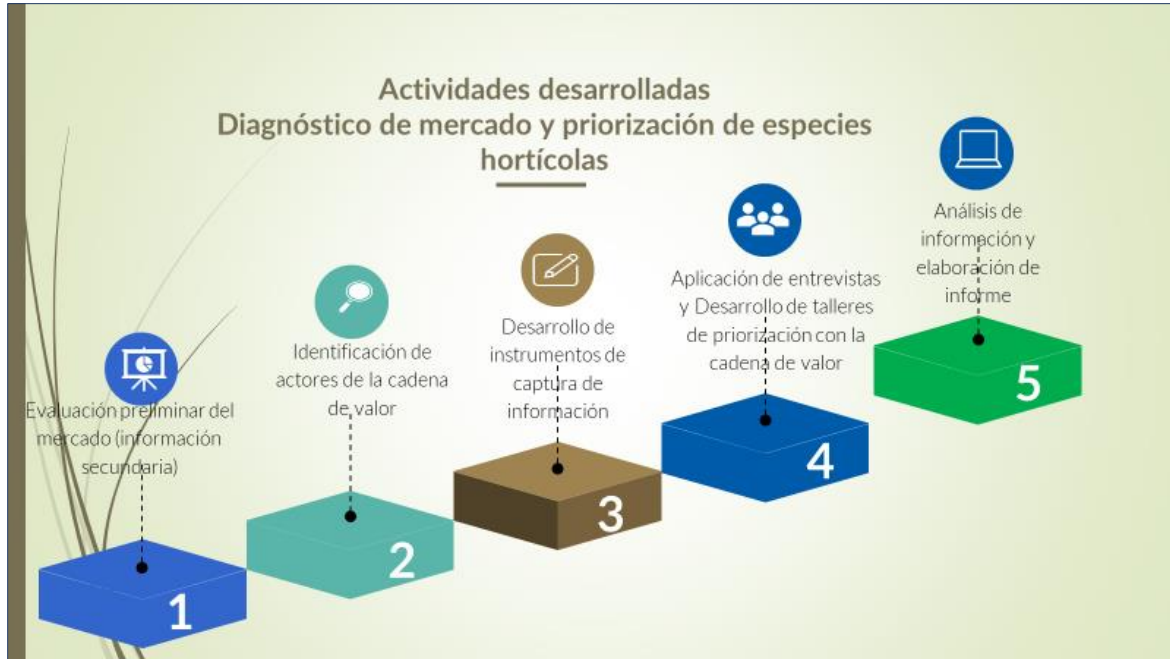 Actividades desarrolladas
Diagnóstico de mercado y priorización de especies
hortícolas
Evaluación preliminar del
mercado (información
secundaria)
1
Identificación de
actores de la cadena
de valor
2
Desarrollo de
instrumentos de
captura de
información
3
Aplicación de entrevistas
y Desarrollo de talleres
de priorización con la
cadena de valor
4
Análisis de
información y
elaboración de
informe
5